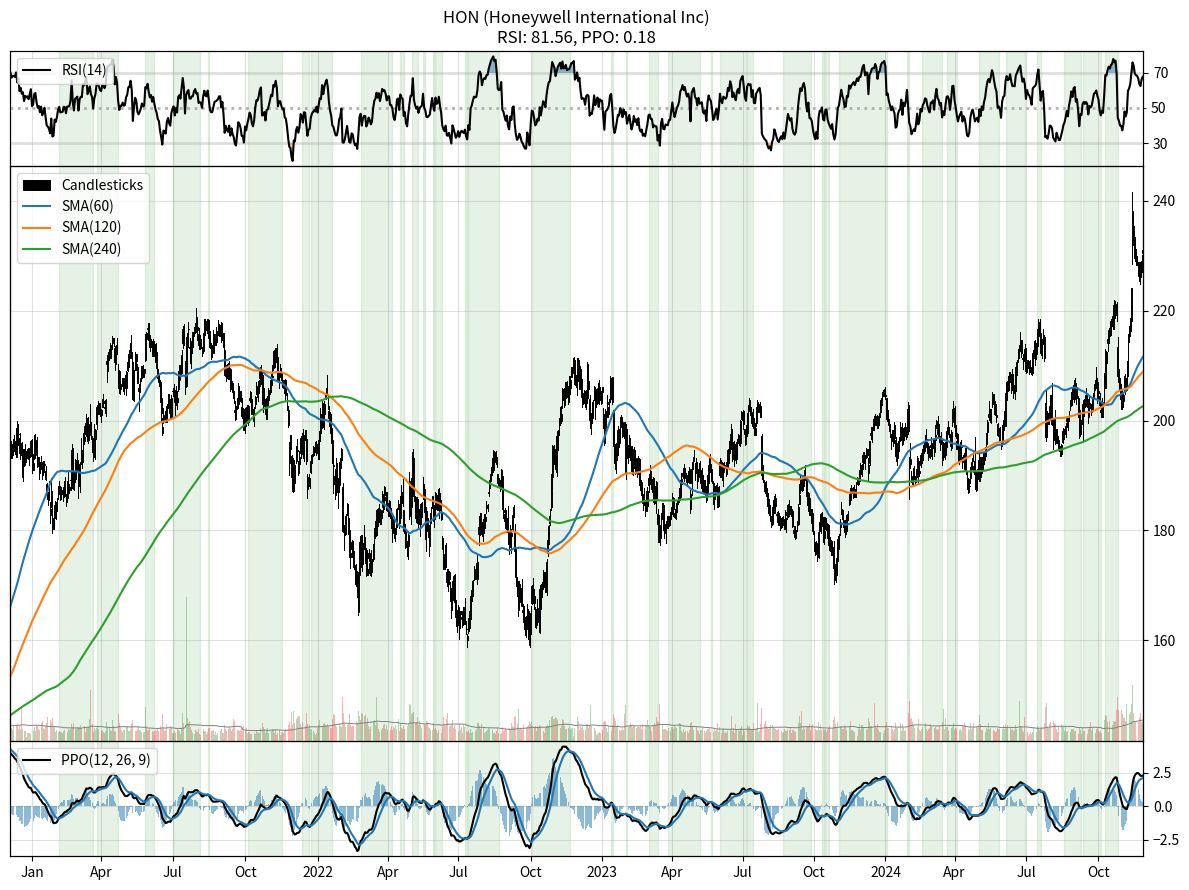 HON (Honeywell International Inc)
RSI: 81.56, PPO: 0.18
RSI(14)
70
50
30
Candlesticks
SMA(60)
SMA(120)
SMA(240)
240
220
200
180
160
PPO(12, 26, 9)
2.5
0.0
−2.5
Jan Apr Jul Oct 2022 Apr Jul Oct 2023 Apr Jul Oct 2024 Apr Jul Oct